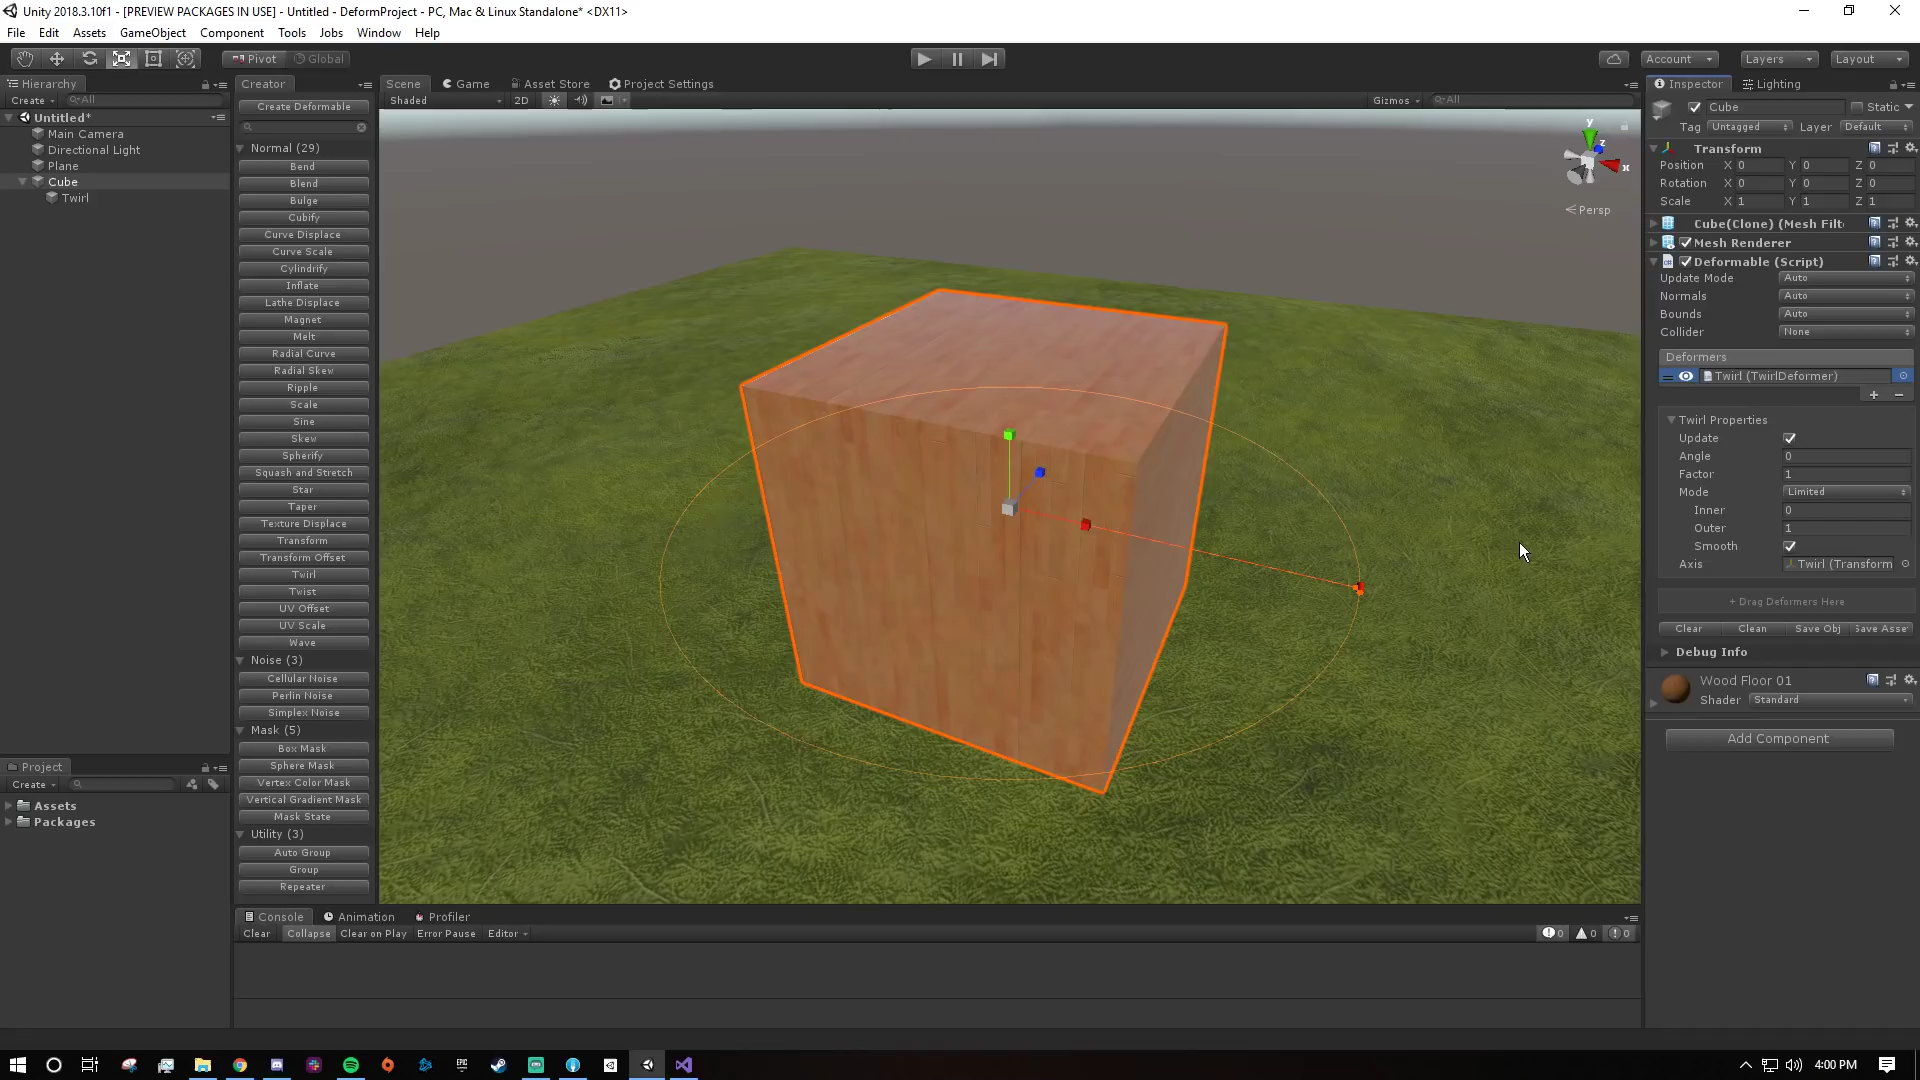 Unity 2018.3.10f1 - [PREVIEW PACKAGES IN USE] - Untitled - DeformProject - PC, Mac & Linux Standalone* <DX11>
File Edit Assets GameObject Component Tools Jobs Window Help
Pivot Global Account Layers Layout
Hierarchy
Create All
Untitled*
Main Camera
Directional Light
Plane
Cube
Twirl
Project
Create
Assets
Packages
Creator
Create Deformable
Normal (29)
Bend
Blend
Bulge
Cubify
Curve Displace
Curve Scale
Cylindrify
Inflate
Lathe Displace
Magnet
Melt
Radial Curve
Radial Skew
Ripple
Scale
Sine
Skew
Spherify
Squash and Stretch
Star
Taper
Texture Displace
Transform
Transform Offset
Twirl
Twist
UV Offset
UV Scale
Wave
Noise (3)
Cellular Noise
Perlin Noise
Simplex Noise
Mask (5)
Box Mask
Sphere Mask
Vertex Color Mask
Vertical Gradient Mask
Mask State
Utility (3)
Auto Group
Group
Repeater
Scene Game Asset Store Project Settings
Shaded 2D Gizmos All
y
z
x
Persp
Console Animation Profiler
Clear Collapse Clear on Play Error Pause Editor 0 0 0
Inspector Lighting
Cube Static
Tag Untagged Layer Default
Transform
Position X 0 Y 0 Z 0
Rotation X 0 Y 0 Z 0
Scale X 1 Y 1 Z 1
Cube(Clone) (Mesh Filt
Mesh Renderer
Deformable (Script)
Update Mode Auto
Normals Auto
Bounds Auto
Collider None
Deformers
Twirl (TwirlDeformer)
+ −
Twirl Properties
Update
Angle 0
Factor 1
Mode Limited
Inner 0
Outer 1
Smooth
Axis Twirl (Transform
+ Drag Deformers Here
Clear Clean Save Obj Save Asse
Debug Info
Wood Floor 01
Shader Standard
Add Component
EPIC
4:00 PM